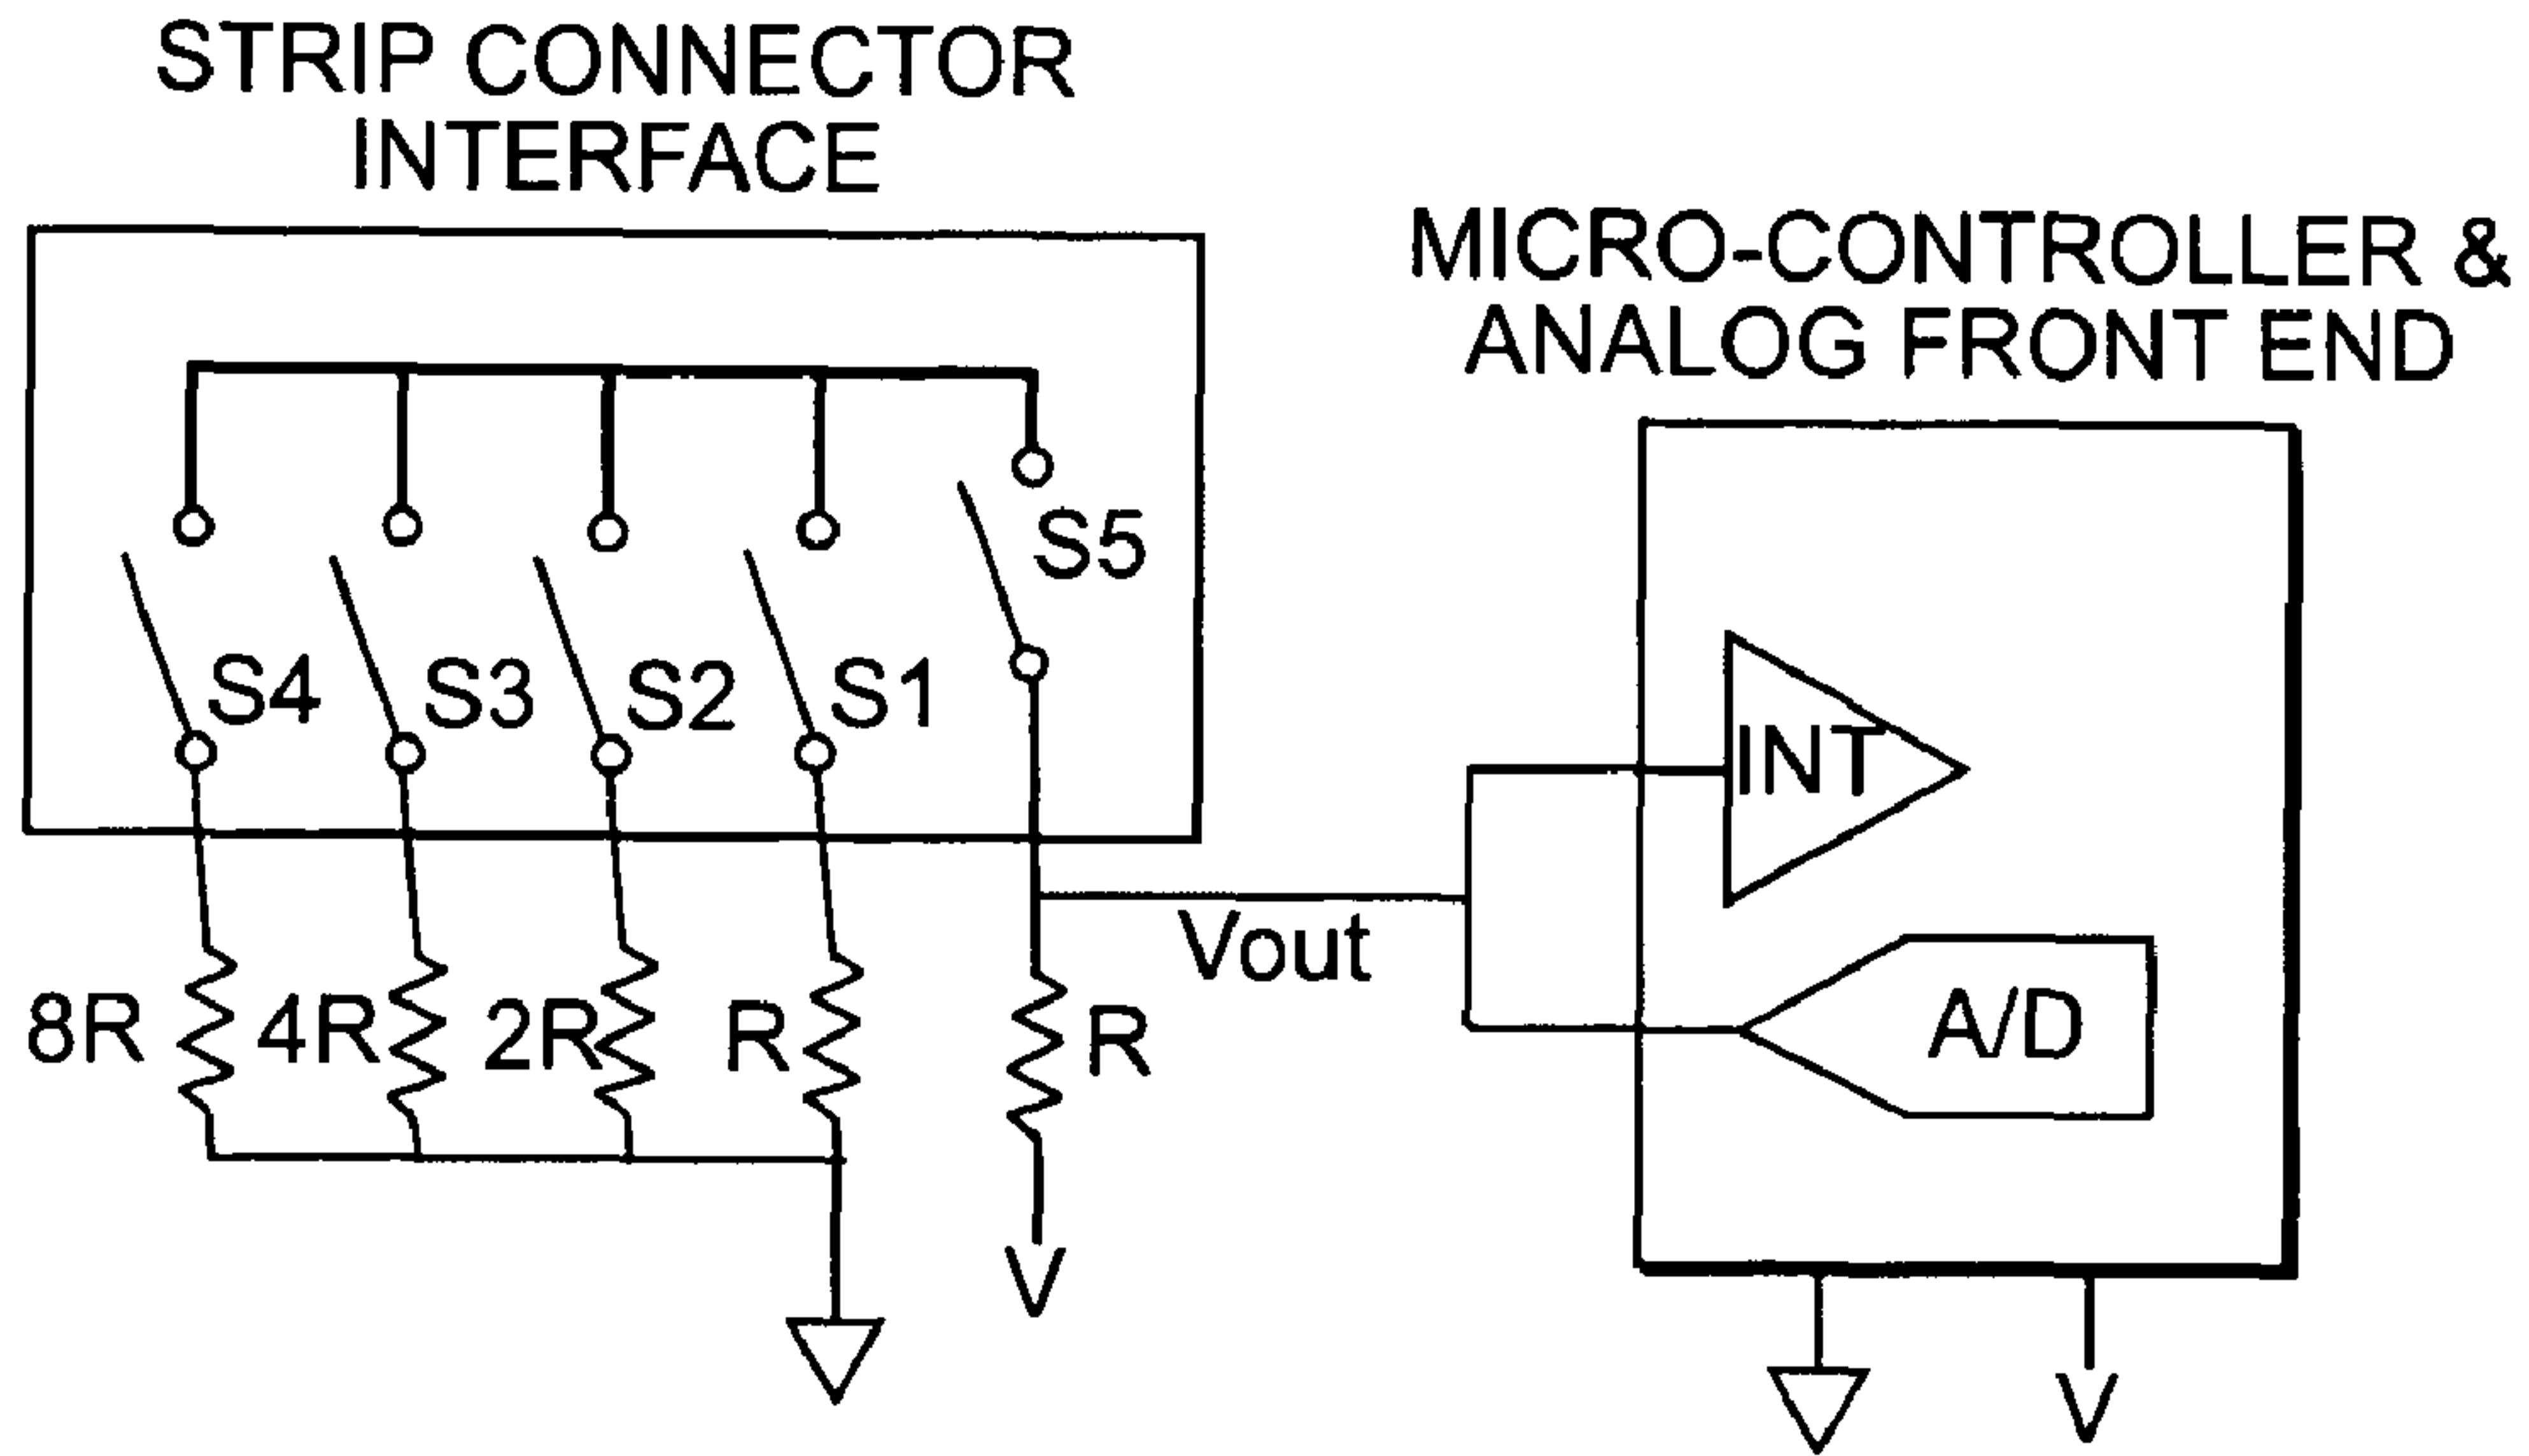 STRIP CONNECTOR
INTERFACE
MICRO-CONTROLLER &
ANALOG FRONT END
S5
S4
S3
S2
S1
INT
Vout
8R
4R
2R
R
R
A/D
V
V